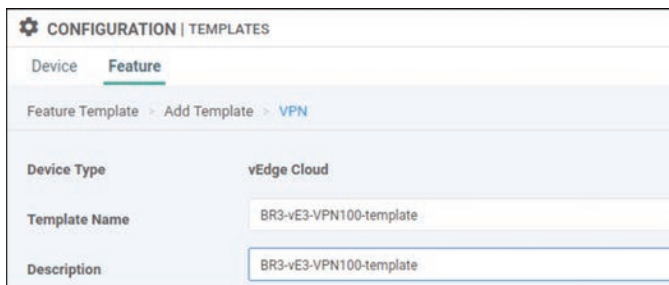 CONFIGURATION | TEMPLATES
Device Feature
Feature Template > Add Template > VPN
Device Type vEdge Cloud
Template Name BR3-vE3-VPN100-template
Description BR3-vE3-VPN100-template